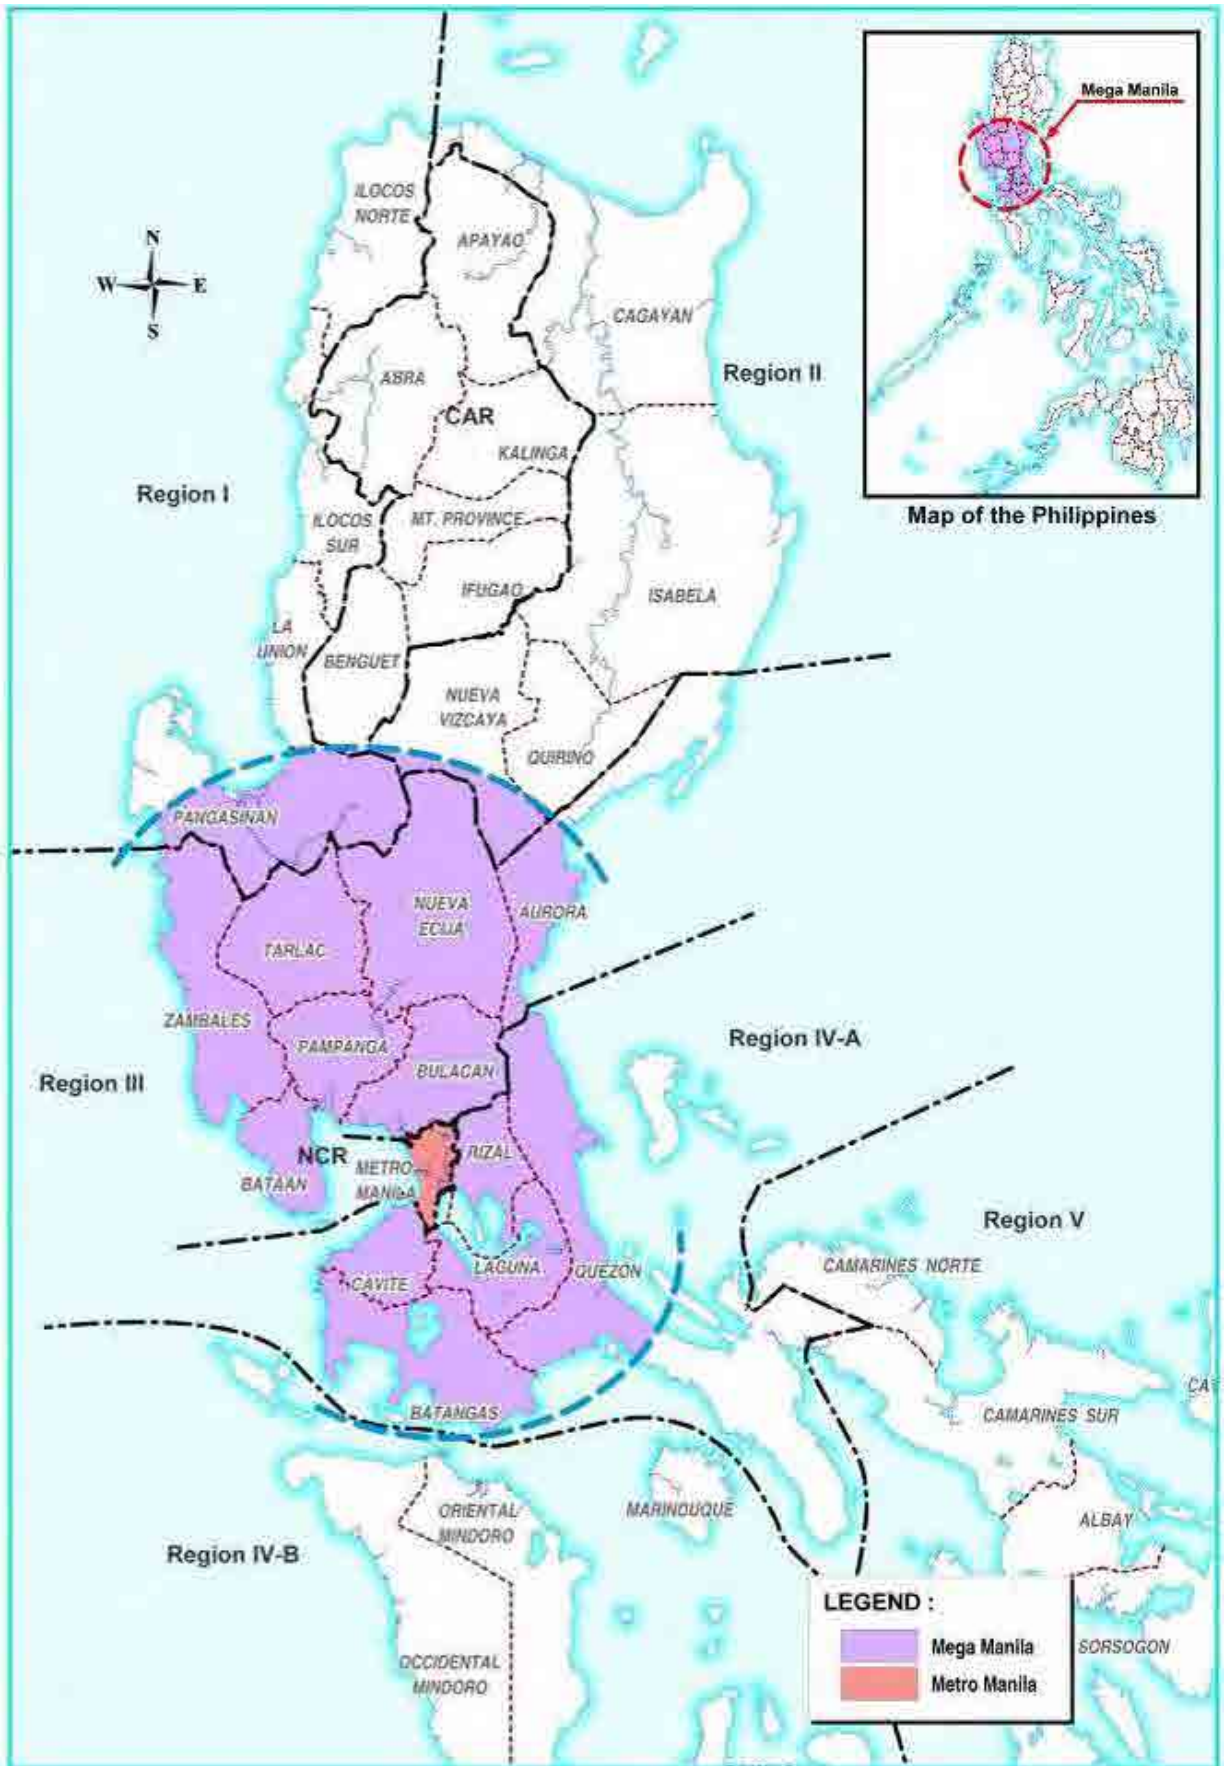 Mega Manila
Map of the Philippines
N
W
E
S
ILOCOS
NORTE
APAYAO
CAGAYAN
Region II
ABRA
CAR
KALINGA
Region I
ILOCOS
SUR
MT. PROVINCE
IFUGAO
ISABELA
LA
UNION
BENGUET
NUEVA
VIZCAYA
QUIRINO
PANGASINAN
NUEVA
ECIJA
AURORA
TARLAC
ZAMBALES
PAMPANGA
BULACAN
Region IV-A
Region III
NCR
METRO
MANILA
RIZAL
BATAAN
Region V
CAMARINES NORTE
LAGUNA
QUEZON
CAVITE
CA
BATANGAS
CAMARINES SUR
ORIENTAL
MINDORO
MARINDUQUE
ALBAY
Region IV-B
OCCIDENTAL
MINDORO
SORSOGON
LEGEND :
Mega Manila
Metro Manila